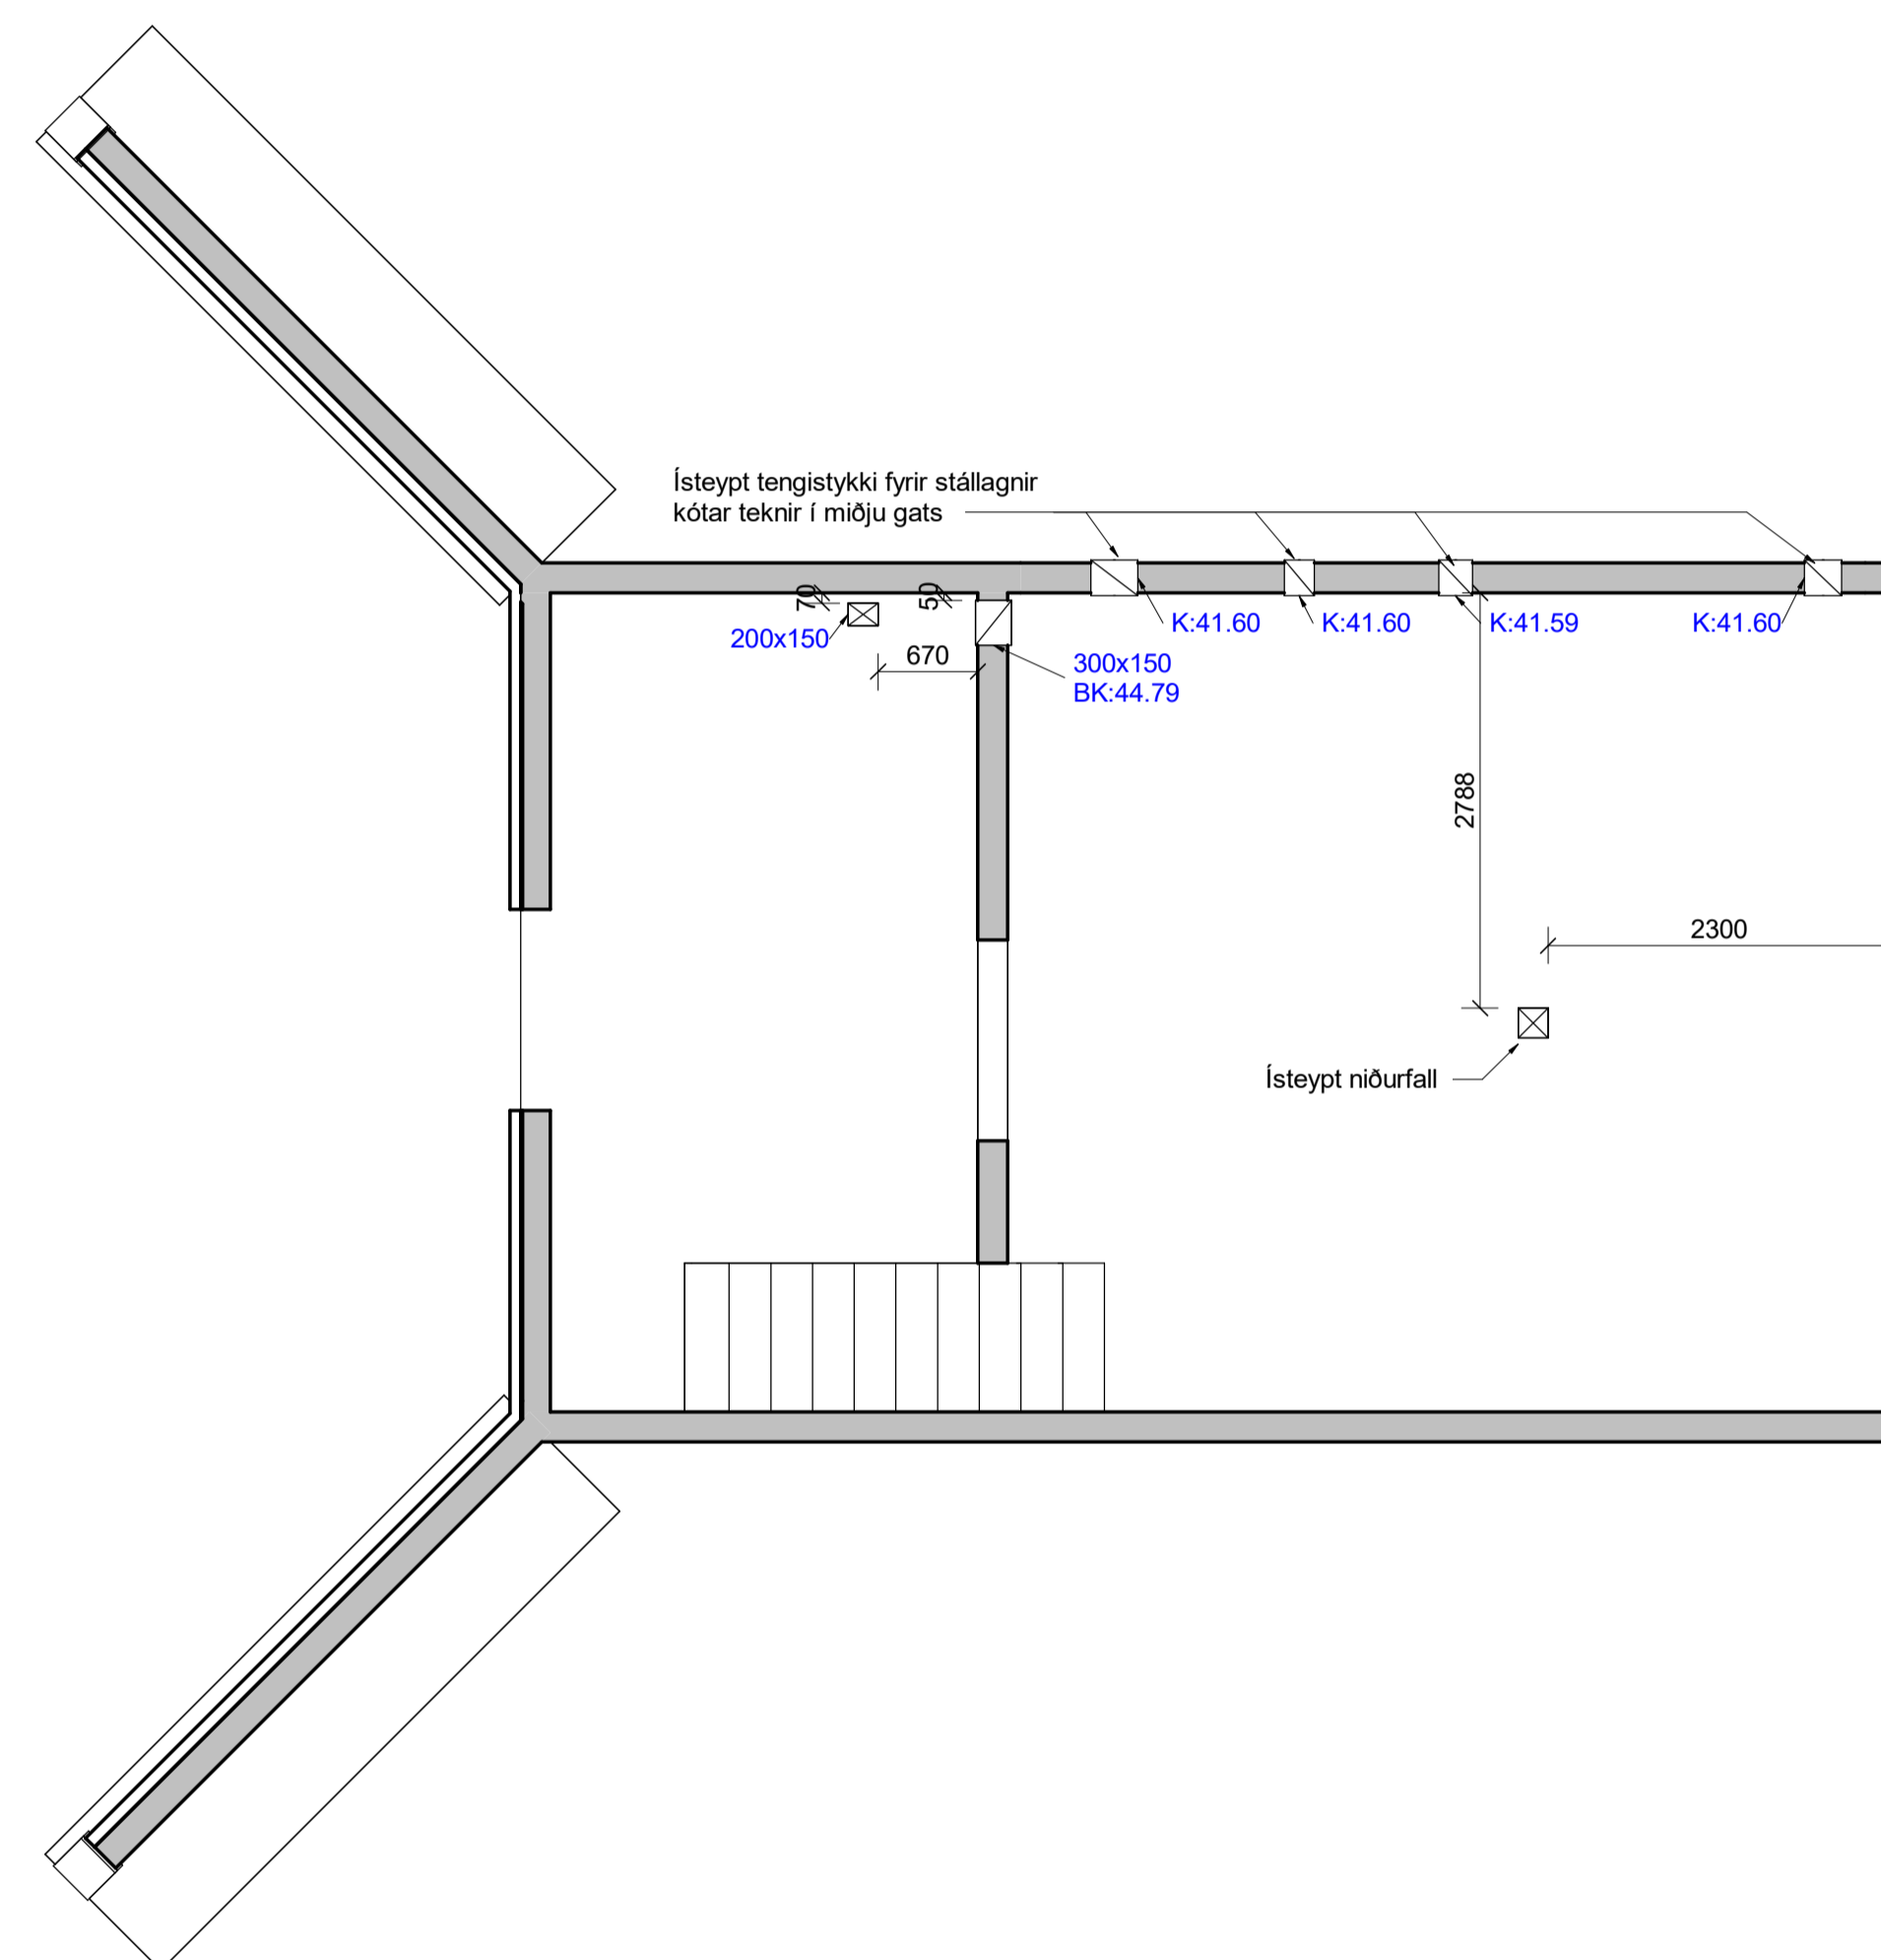 Ísteypt tengistykki fyrir stállagnir
kótar teknir í miðju gats
70
50
200x150
670
300x150
BK:44.79
K:41.60
K:41.60
K:41.59
K:41.60
2788
2300
Ísteypt niðurfall